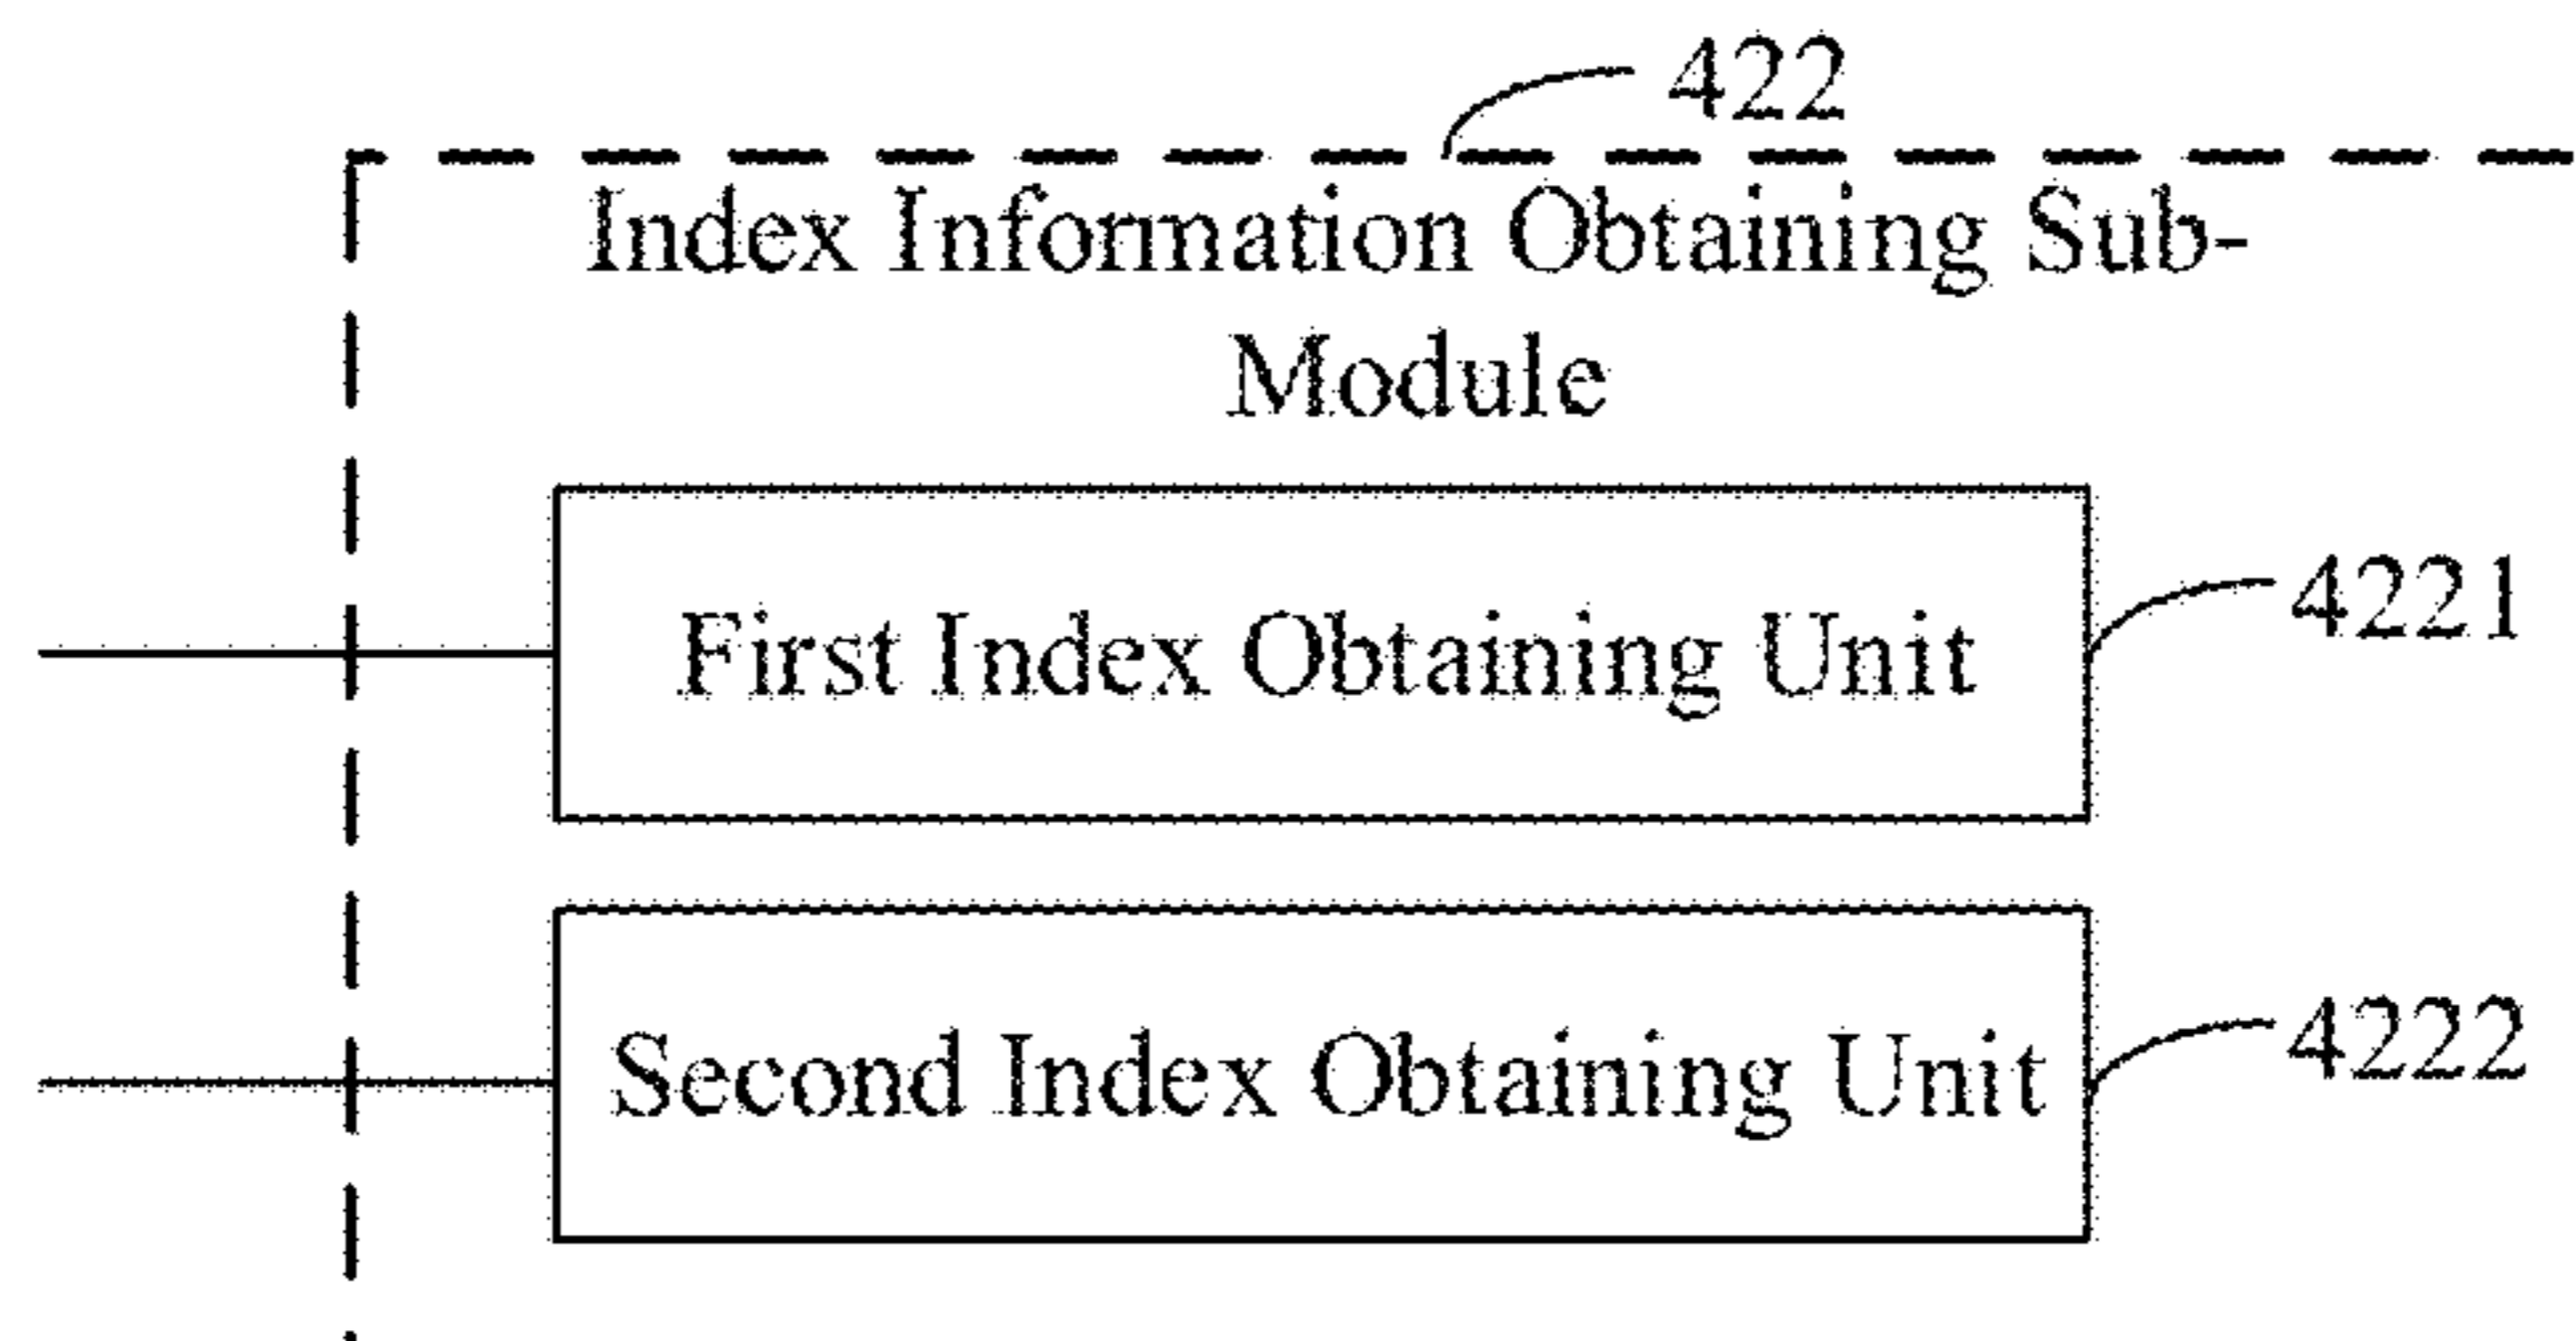 422
Index Information Obtaining Sub-
Module
First Index Obtaining Unit
4221
Second Index Obtaining Unit
4222